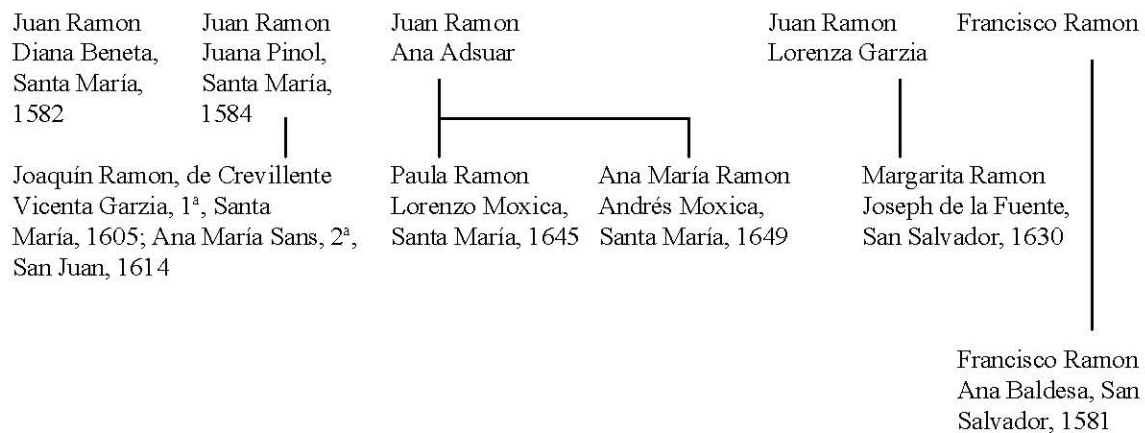 Juan Ramon
Diana Beneta,
Santa María,
1582
Juan Ramon
Juana Pinol,
Santa María,
1584
Juan Ramon
Ana Adsuar
Juan Ramon
Lorenza Garzia
Francisco Ramon
Joaquín Ramon, de Crevillente
Vicenta Garzia, 1ª, Santa
María, 1605; Ana María Sans, 2ª,
San Juan, 1614
Paula Ramon
Lorenzo Moxica,
Santa María, 1645
Ana María Ramon
Andrés Moxica,
Santa María, 1649
Margarita Ramon
Joseph de la Fuente,
San Salvador, 1630
Francisco Ramon
Ana Baldesa, San
Salvador, 1581